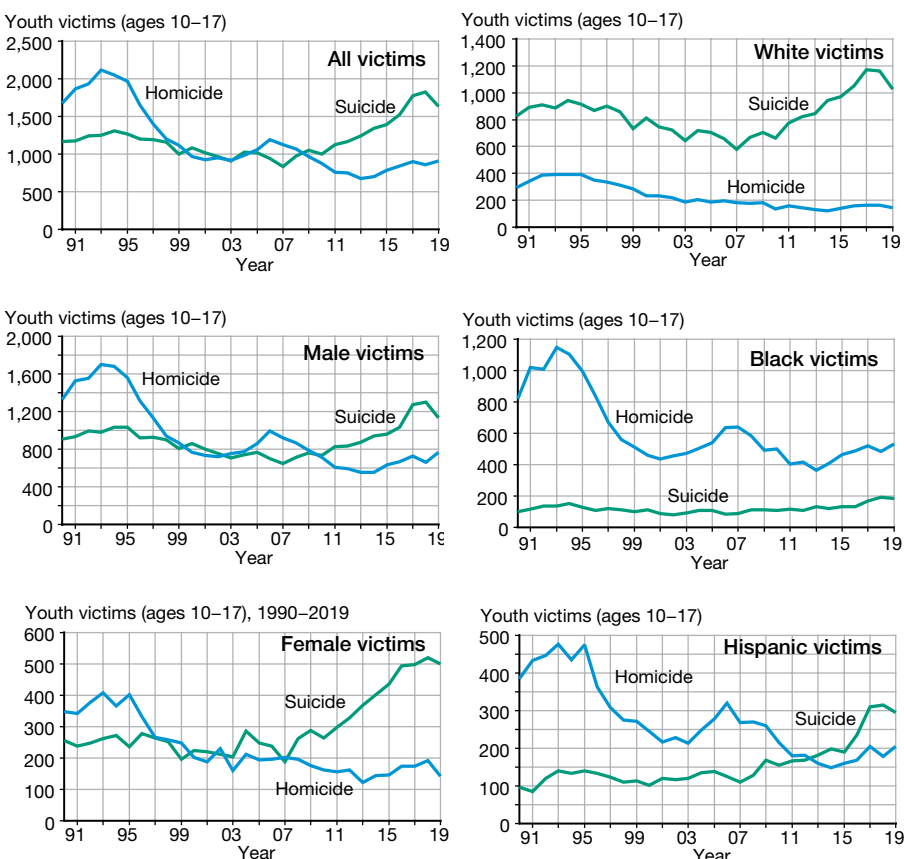 Youth victims (ages 10–17)
All victims
2,500
2,000
1,500
1,000
500
0
Homicide
Suicide
91 95 99 03 07 11 15 19
Year
Youth victims (ages 10–17)
White victims
1,400
1,200
1,000
800
600
400
200
0
Suicide
Homicide
91 95 99 03 07 11 15 19
Year
Youth victims (ages 10–17)
Male victims
2,000
1,600
1,200
800
400
0
Homicide
Suicide
91 95 99 03 07 11 15 19
Year
Youth victims (ages 10–17)
Black victims
1,200
1,000
800
600
400
200
0
Homicide
Suicide
91 95 99 03 07 11 15 19
Year
Youth victims (ages 10–17), 1990–2019
Female victims
600
500
400
300
200
100
0
Suicide
Homicide
91 95 99 03 07 11 15 19
Year
Youth victims (ages 10–17)
Hispanic victims
500
400
300
200
100
0
Homicide
Suicide
91 95 99 03 07 11 15 19
Year